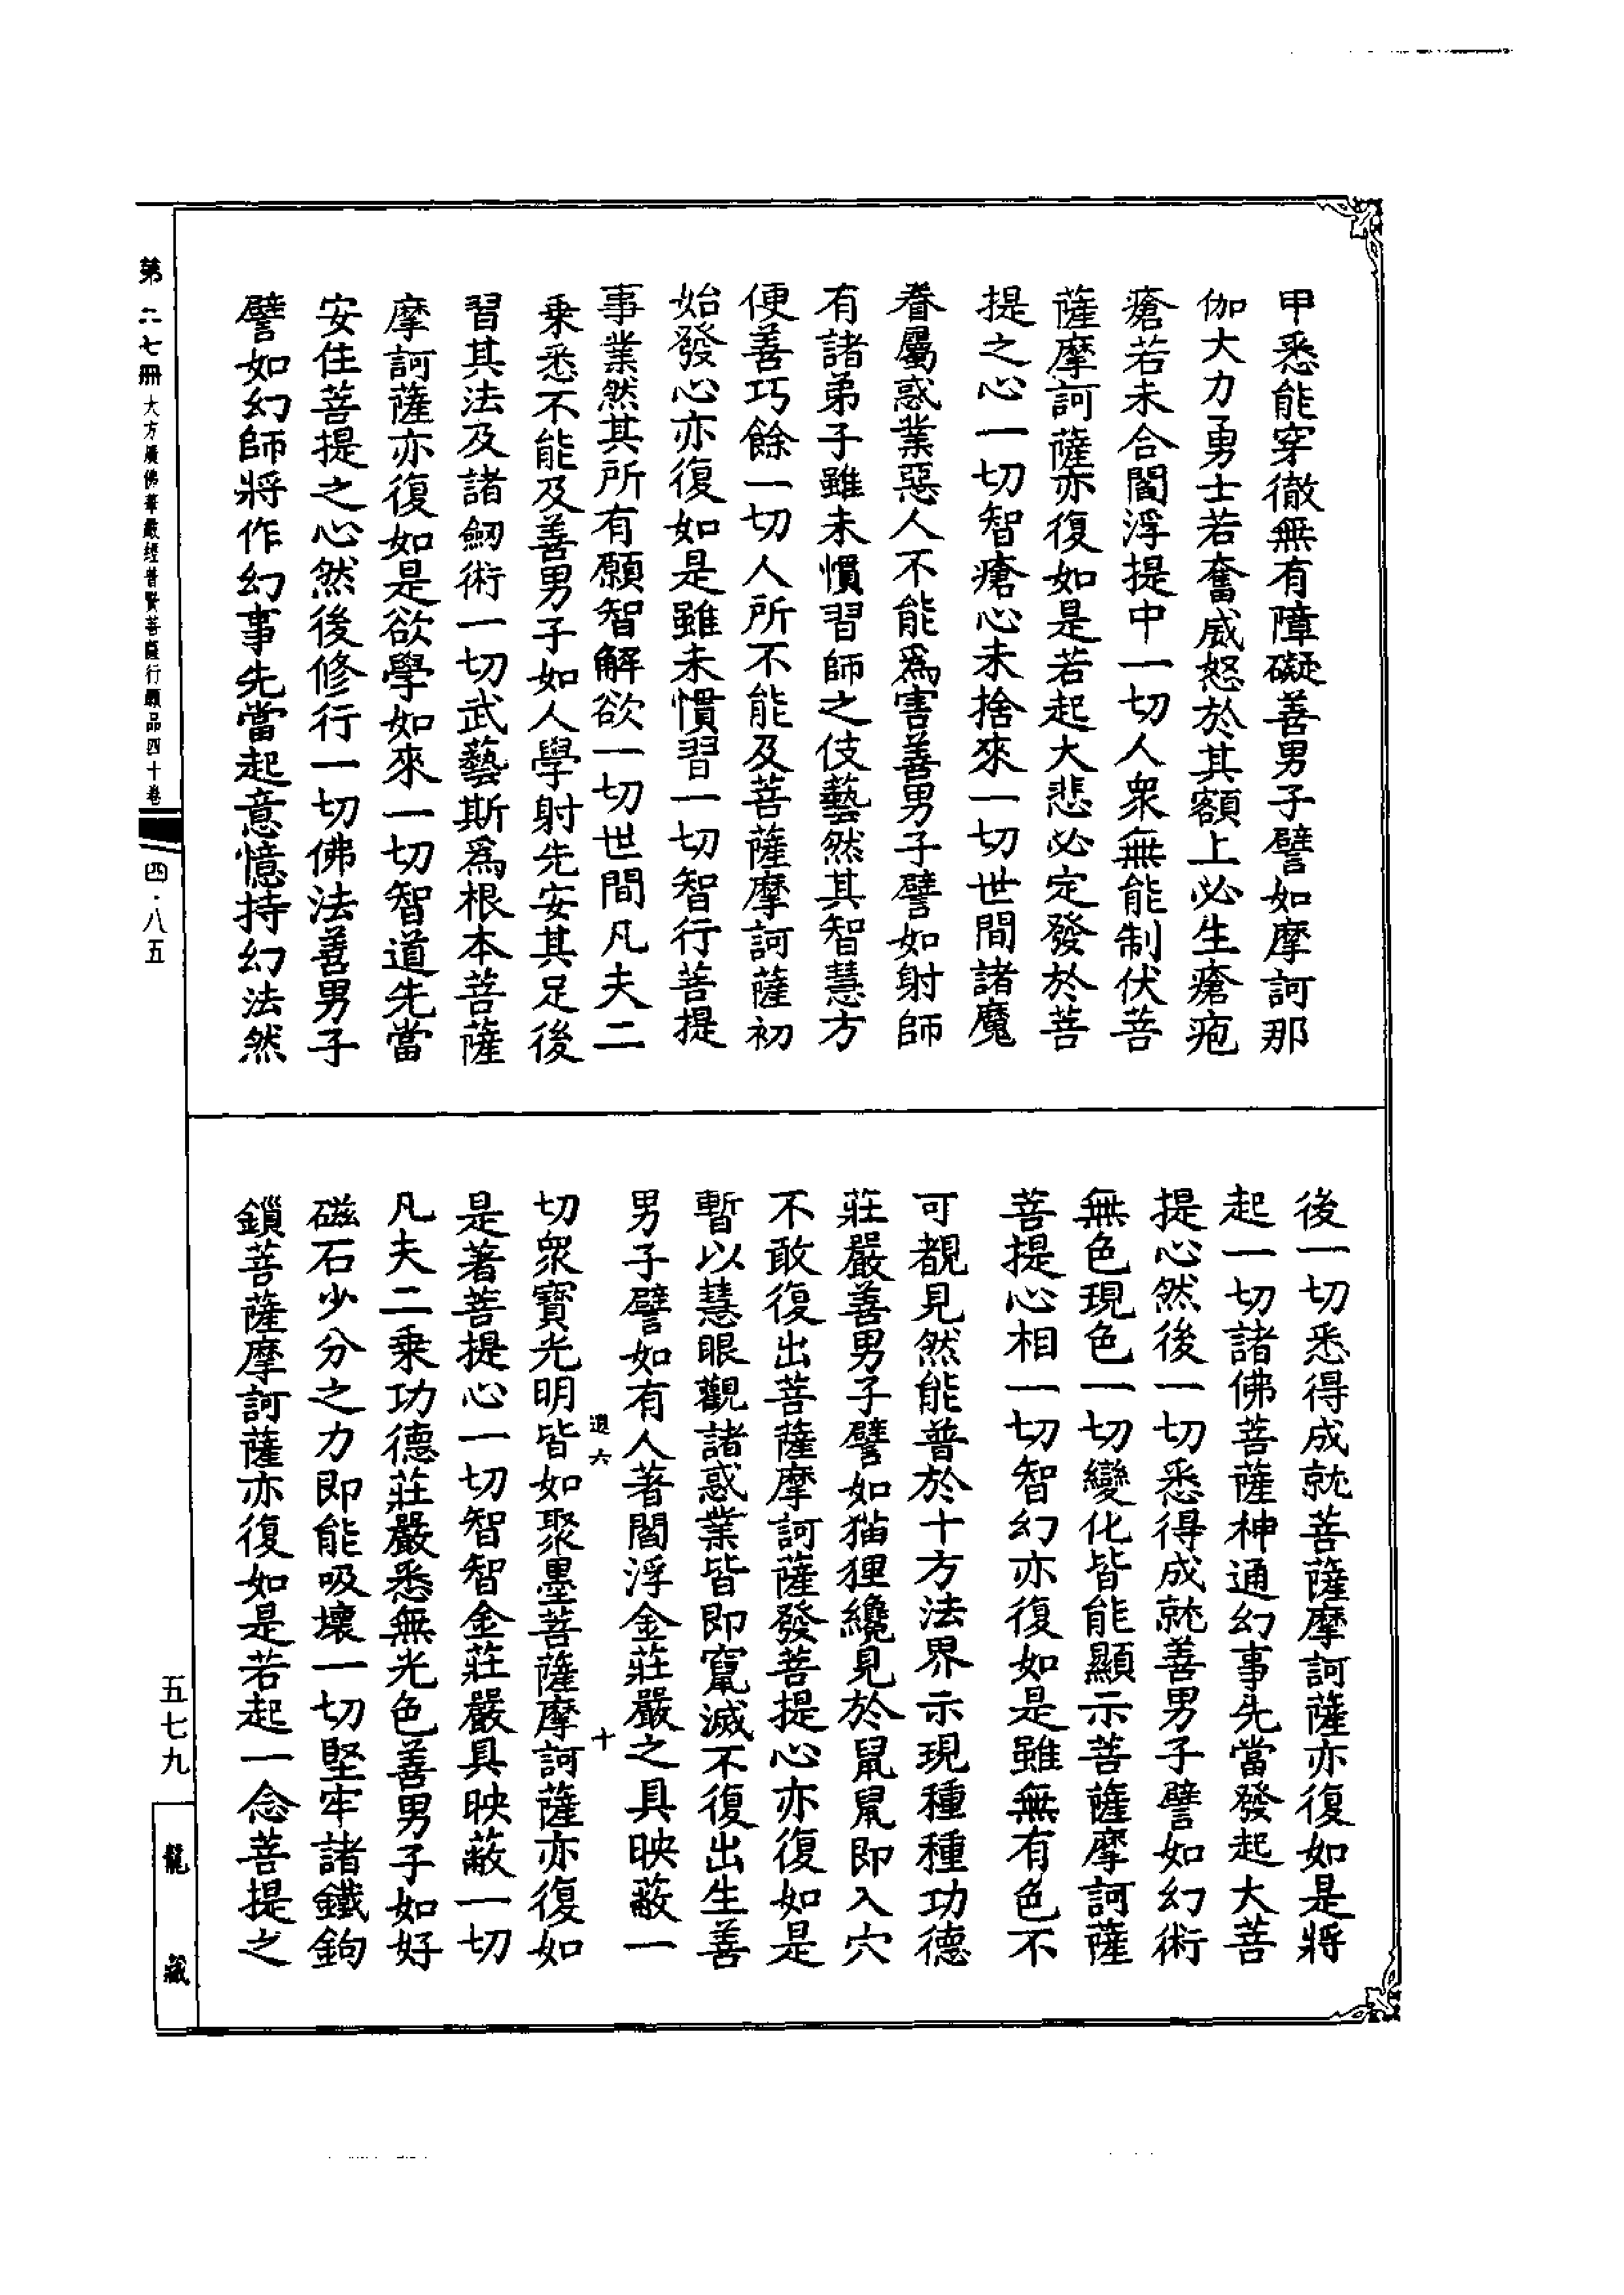 甲悉能穿徹無有障礙善男子譬如摩訶那
伽大力勇士若奮威怒於其額上必生瘡疱
瘡若未合閻浮提中一切人衆無能制伏菩
薩摩訶薩亦復如是若起大悲必定發於菩
提之心一切智瘡心未捨來一切世間諸魔
眷屬惑業惡人不能爲害善男子譬如射師
有諸弟子雖未慣習師之伎藝然其智慧方
便善巧餘一切人所不能及菩薩摩訶薩初
始發心亦復如是雖未慣習一切智行菩提
事業然其所有願智解欲一切世間凡夫二
乗悉不能及善男子如人學射先安其足後
習其法及諸劒術一切武藝斯爲根本菩薩
摩訶薩亦復如是欲學如來一切智道先當
安住菩提之心然後修行一切佛法善男子
譬如幻師將作幻事先當起意憶持幻法然
後一切悉得成就菩薩摩訶薩亦復如是將
起一切諸佛菩薩神通幻事先當發起大菩
提心然後一切悉得成就善男子譬如幻術
無色現色一切變化皆能顯示菩薩摩訶薩
菩提心相一切智幻亦復如是雖無有色不
可覩見然能普於十方法界示現種種功德
莊嚴善男子譬如猫狸纔見於鼠鼠即入穴
不敢復出菩薩摩訶薩發菩提心亦復如是
暫以慧眼觀諸惑業皆即竄滅不復出生善
男子譬如有人著閻浮金莊嚴之具映蔽一
遐六 十
切衆寶光明皆如聚墨菩薩摩訶薩亦復如
是著菩提心一切智智金莊嚴具映蔽一切
凡夫二乗功德莊嚴悉無光色善男子如好
磁石少分之力即能吸壞一切堅牢諸鐵鉤
鎖菩薩摩訶薩亦復如是若起一念菩提之
第二七冊 大方廣佛華嚴經普賢菩薩行願品四十卷 四·八五
五七九
龍藏